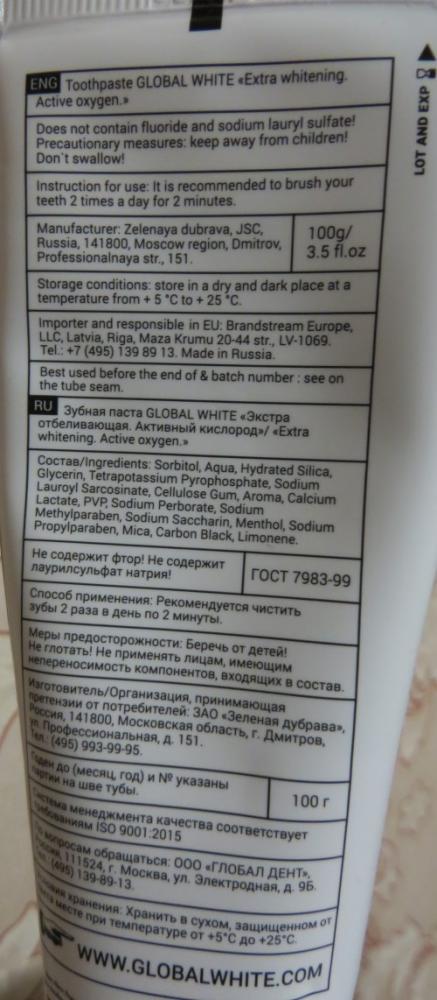 ENG Toothpaste GLOBAL WHITE «Extra whitening.
Active oxygen.»
LOT AND EXP
Does not contain fluoride and sodium lauryl sulfate!
Precautionary measures: keep away from children!
Don`t swallow!
Instruction for use: It is recommended to brush your
teeth 2 times a day for 2 minutes.
Manufacturer: Zelenaya dubrava, JSC,
Russia, 141800, Moscow region, Dmitrov,
Professionalnaya str., 151.
100g/
3.5 fl.oz
Storage conditions: store in a dry and dark place at a
temperature from + 5 °C to + 25 °C.
Importer and responsible in EU: Brandstream Europe,
LLC, Latvia, Riga, Maza Krumu 20-44 str., LV-1069.
Tel.: +7 (495) 139 89 13. Made in Russia.
Best used before the end of & batch number : see on
the tube seam.
RU Зубная паста GLOBAL WHITE «Экстра
отбеливающая. Активный кислород»/ «Extra
whitening. Active oxygen.»
Состав/Ingredients: Sorbitol, Aqua, Hydrated Silica,
Glycerin, Tetrapotassium Pyrophosphate, Sodium
Lauroyl Sarcosinate, Cellulose Gum, Aroma, Calcium
Lactate, PVP, Sodium Perborate, Sodium
Methylparaben, Sodium Saccharin, Menthol, Sodium
Propylparaben, Mica, Carbon Black, Limonene.
Не содержит фтор! Не содержит
лаурилсульфат натрия!
ГОСТ 7983-99
Способ применения: Рекомендуется чистить
зубы 2 раза в день по 2 минуты.
Меры предосторожности: Беречь от детей!
Не глотать! Не применять лицам, имеющим
непереносимость компонентов, входящих в состав.
Изготовитель/Организация, принимающая
претензии от потребителей: ЗАО «Зеленая дубрава»,
Россия, 141800, Московская область, г. Дмитров,
ул. Профессиональная, д. 151.
Тел.: (495) 993-99-95.
Годен до (месяц, год) и № указаны
партии на шве тубы.
100 г
Система менеджмента качества соответствует
требованиям ISO 9001:2015
По вопросам обращаться: ООО «ГЛОБАЛ ДЕНТ»,
Россия, 111524, г. Москва, ул. Электродная, д. 9Б.
(495) 139-89-13.
хранения: Хранить в сухом, защищенном от
месте при температуре от +5°C до +25°C.
WWW.GLOBALWHITE.COM